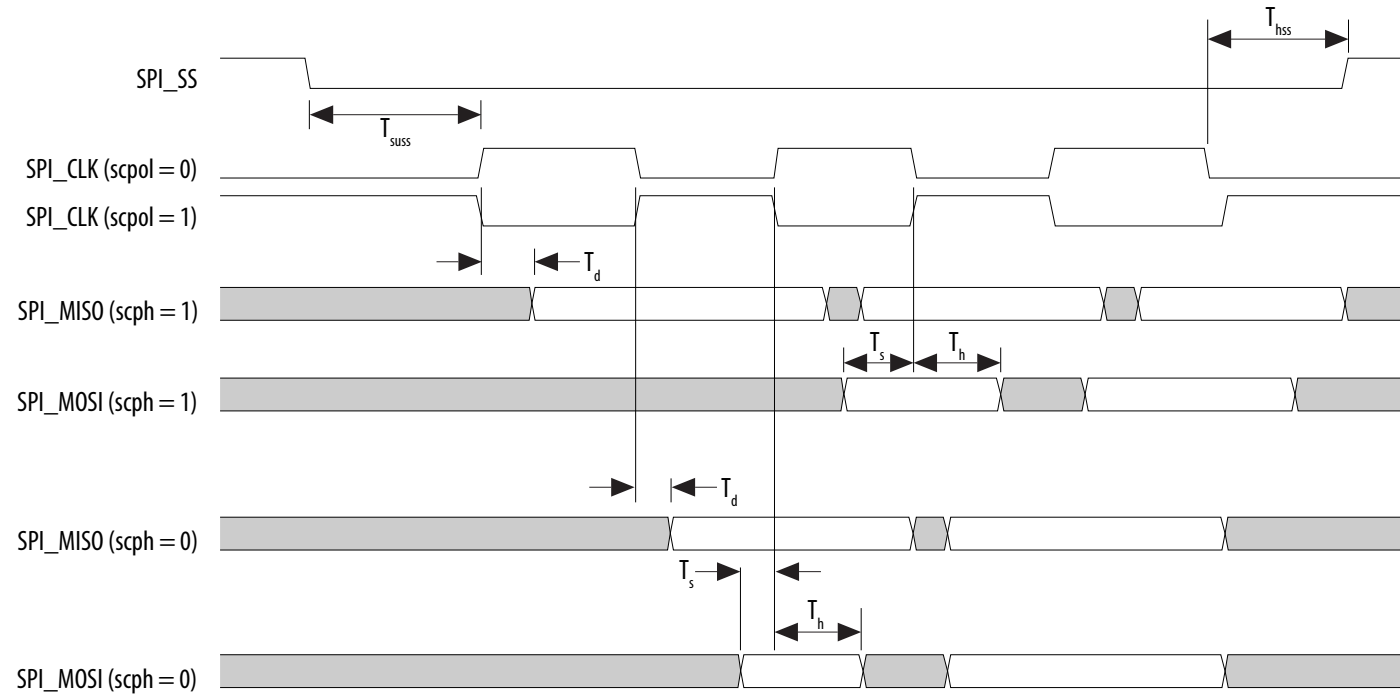 T_hss
SPI_SS
T_suss
SPI_CLK (scpol = 0)
SPI_CLK (scpol = 1)
T_d
SPI_MISO (scph = 1)
T_s T_h
SPI_MOSI (scph = 1)
T_d
SPI_MISO (scph = 0)
T_s
T_h
SPI_MOSI (scph = 0)